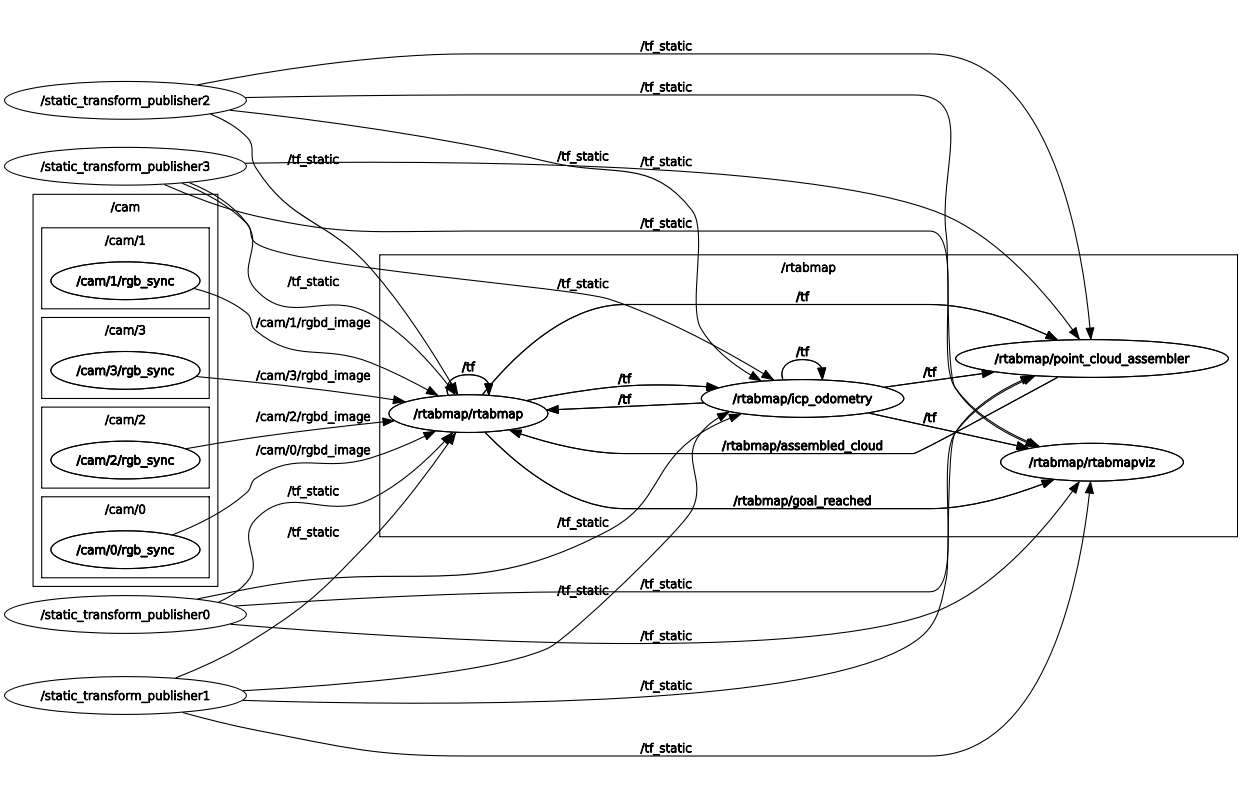 /tf_static
/static_transform_publisher2
/tf_static
/tf_static
/tf_static
/tf_static
/static_transform_publisher3
/cam
/tf_static
/cam/1
/rtabmap
/cam/1/rgb_sync
/tf_static
/tf_static
/tf
/cam/1/rgbd_image
/cam/3
/tf
/rtabmap/point_cloud_assembler
/tf
/cam/3/rgb_sync
/cam/3/rgbd_image
/tf
/tf
/rtabmap/icp_odometry
/tf
/cam/2
/cam/2/rgbd_image
/rtabmap/rtabmap
/tf
/rtabmap/assembled_cloud
/cam/0/rgbd_image
/cam/2/rgb_sync
/rtabmap/rtabmapviz
/tf_static
/rtabmap/goal_reached
/cam/0
/tf_static
/tf_static
/cam/0/rgb_sync
/tf_static
/tf_static
/static_transform_publisher0
/tf_static
/tf_static
/static_transform_publisher1
/tf_static